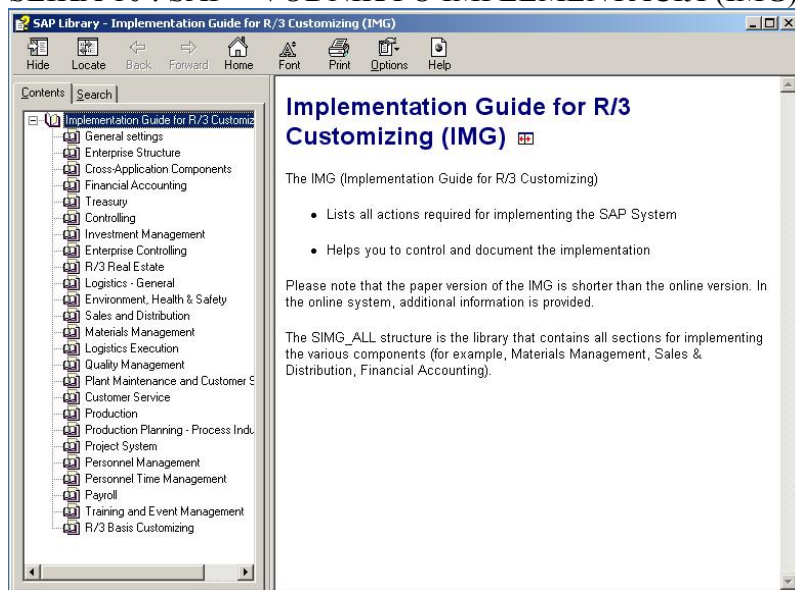 SAP Library - Implementation Guide for R/3 Customizing (IMG)
Hide Locate Back Forward Home Font Print Options Help
Contents Search
Implementation Guide for R/3 Customiz
General settings
Enterprise Structure
Cross-Application Components
Financial Accounting
Treasury
Controlling
Investment Management
Enterprise Controlling
R/3 Real Estate
Logistics - General
Environment, Health & Safety
Sales and Distribution
Materials Management
Logistics Execution
Quality Management
Plant Maintenance and Customer S
Customer Service
Production
Production Planning - Process Indu
Project System
Personnel Management
Personnel Time Management
Payroll
Training and Event Management
R/3 Basis Customizing
Implementation Guide for R/3
Customizing (IMG)
The IMG (Implementation Guide for R/3 Customizing)
• Lists all actions required for implementing the SAP System
• Helps you to control and document the implementation
Please note that the paper version of the IMG is shorter than the online version. In
the online system, additional information is provided.
The SIMG_ALL structure is the library that contains all sections for implementing
the various components (for example, Materials Management, Sales &
Distribution, Financial Accounting).